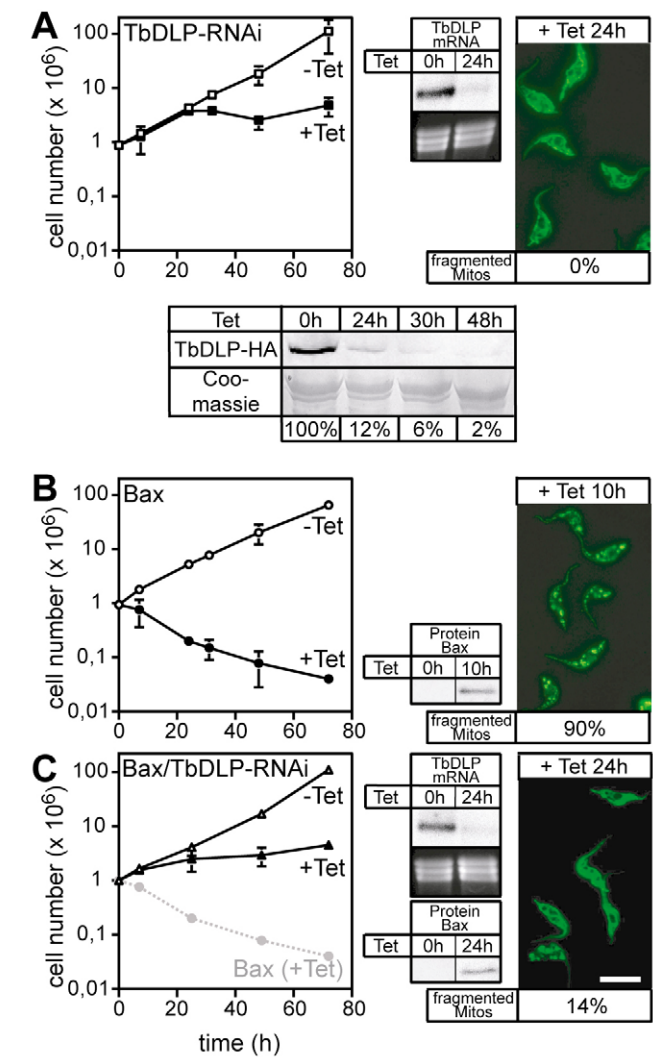 A
TbDLP-RNAi
cell number (x 10⁶)
100
10
1
0,1
0,01
0 20 40 60 80
-Tet
+Tet
TbDLP
mRNA
Tet 0h 24h
+ Tet 24h
fragmented
Mitos
0%
Tet 0h 24h 30h 48h
TbDLP-HA
Coo-
massie
100% 12% 6% 2%
B
Bax
cell number (x 10⁶)
100
10
1
0,1
0,01
0 20 40 60 80
-Tet
+Tet
Protein
Bax
Tet 0h 10h
+ Tet 10h
fragmented
Mitos
90%
C
Bax/TbDLP-RNAi
cell number (x 10⁶)
100
10
1
0,1
0,01
0 20 40 60 80
time (h)
-Tet
+Tet
Bax (+Tet)
TbDLP
mRNA
Tet 0h 24h
Protein
Bax
Tet 0h 24h
+ Tet 24h
fragmented
Mitos
14%